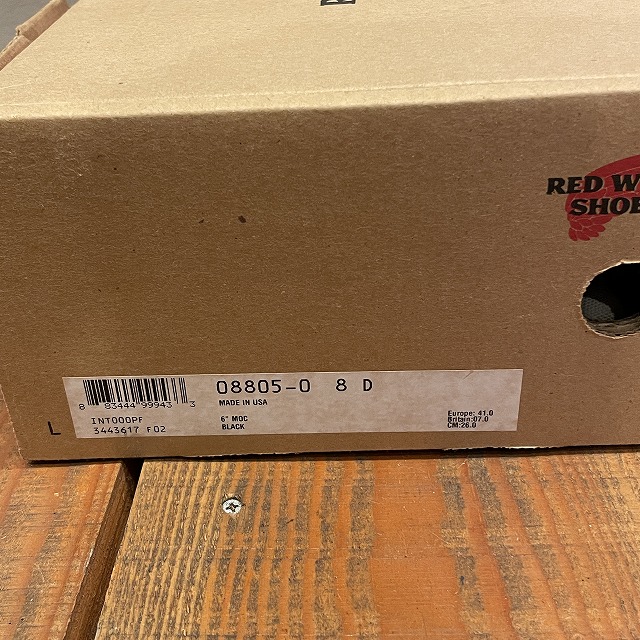 RED W
SHOE
08805-0 8 D
MADE IN USA
8 83444 99943 3
INT000PF
6" MOC
3443617 F02
BLACK
Europe: 41.0
Britain:07.0
CM:26.0
L